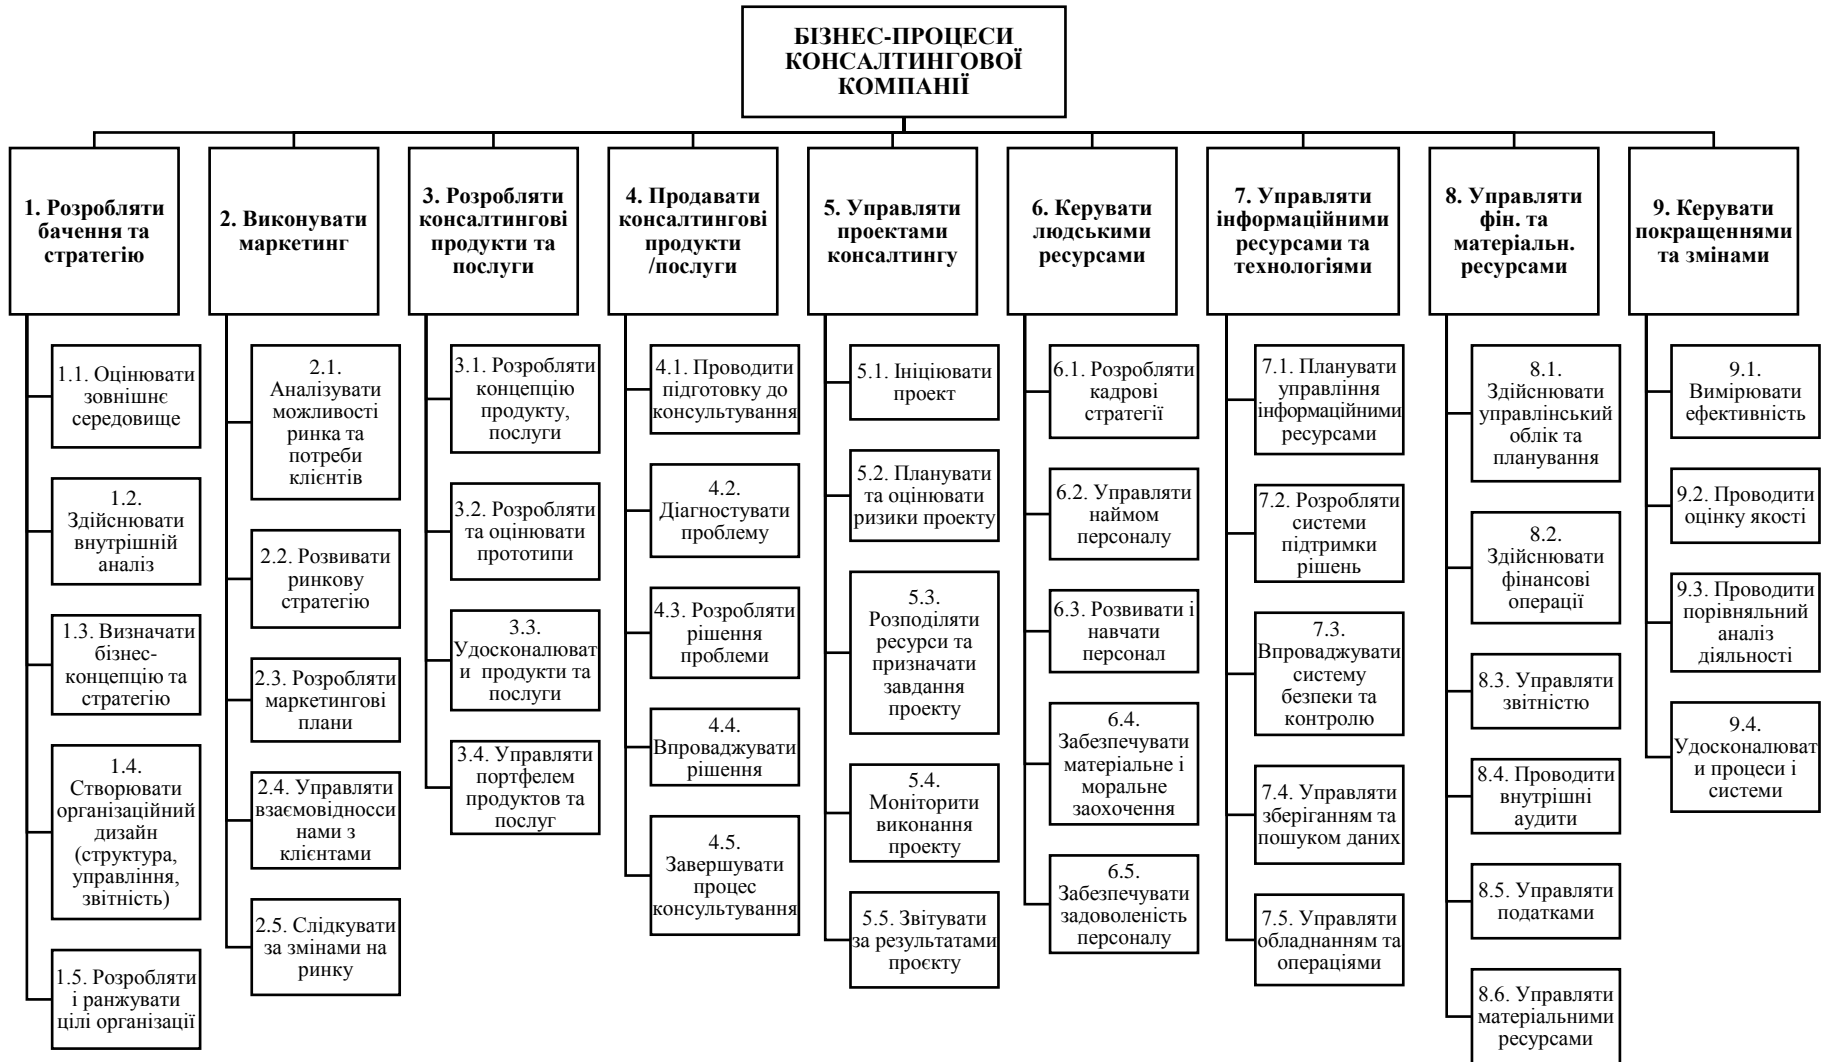 БІЗНЕС-ПРОЦЕСИ
КОНСАЛТИНГОВОЇ
КОМПАНІЇ
1. Розробляти
бачення та
стратегію
1.1. Оцінювати
зовнішнє
середовище
1.2.
Здійснювати
внутрішній
аналіз
1.3. Визначати
бізнес-
концепцію та
стратегію
1.4.
Створювати
організаційний
дизайн
(структура,
управління,
звітність)
1.5. Розробляти
і ранжувати
цілі організації
2. Виконувати
маркетинг
2.1.
Аналізувати
можливості
ринка та
потреби
клієнтів
2.2. Розвивати
ринкову
стратегію
2.3. Розробляти
маркетингові
плани
2.4. Управляти
взаємовідносси
нами з
клієнтами
2.5. Слідкувати
за змінами на
ринку
3. Розробляти
консалтингові
продукти та
послуги
3.1. Розробляти
концепцію
продукту,
послуги
3.2. Розробляти
та оцінювати
прототипи
3.3.
Удосконалюват
и продукти та
послуги
3.4. Управляти
портфелем
продуктов та
послуг
4. Продавати
консалтингові
продукти
/послуги
4.1. Проводити
підготовку до
консультування
4.2.
Діагностувати
проблему
4.3. Розробляти
рішення
проблеми
4.4.
Впроваджувати
рішення
4.5.
Завершувати
процес
консультування
5. Управляти
проектами
консалтингу
5.1. Ініціювати
проект
5.2. Планувати
та оцінювати
ризики проекту
5.3.
Розподіляти
ресурси та
призначати
завдання
проекту
5.4.
Моніторити
виконання
проекту
5.5. Звітувати
за результатами
проєкту
6. Керувати
людськими
ресурсами
6.1. Розробляти
кадрові
стратегії
6.2. Управляти
наймом
персоналу
6.3. Розвивати і
навчати
персонал
6.4.
Забезпечувати
матеріальне і
моральне
заохочення
6.5.
Забезпечувати
задоволеність
персоналу
7. Управляти
інформаційними
ресурсами та
технологіями
7.1. Планувати
управління
інформаційними
ресурсами
7.2. Розробляти
системи
підтримки
рішень
7.3.
Впроваджувати
систему
безпеки та
контролю
7.4. Управляти
зберіганням та
пошуком даних
7.5. Управляти
обладнанням та
операціями
8. Управляти
фін. та
матеріальн.
ресурсами
8.1.
Здійснювати
управлінський
облік та
планування
8.2.
Здійснювати
фінансові
операції
8.3. Управляти
звітністю
8.4. Проводити
внутрішні
аудити
8.5. Управляти
податками
8.6. Управляти
матеріальними
ресурсами
9. Керувати
покращеннями
та змінами
9.1.
Вимірювати
ефективність
9.2. Проводити
оцінку якості
9.3. Проводити
порівняльний
аналіз
діяльності
9.4.
Удосконалюват
и процеси і
системи